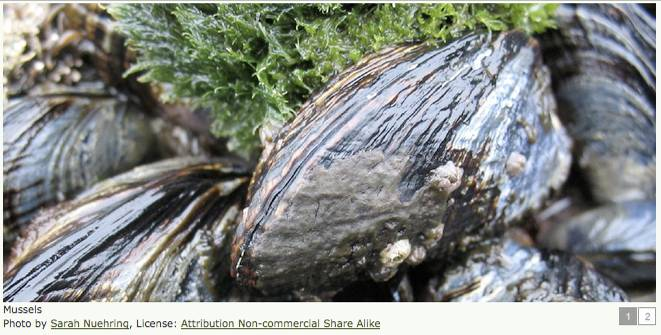 Mussels
Photo by Sarah Nuehring, License: Attribution Non-commercial Share Alike
1 2